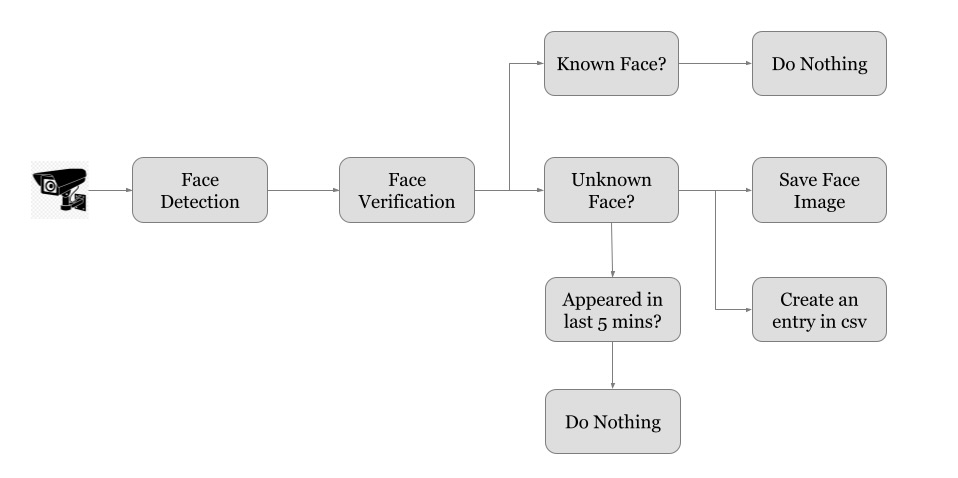 Known Face?
Do Nothing
Face
Detection
Face
Verification
Unknown
Face?
Save Face
Image
Appeared in
last 5 mins?
Create an
entry in csv
Do Nothing